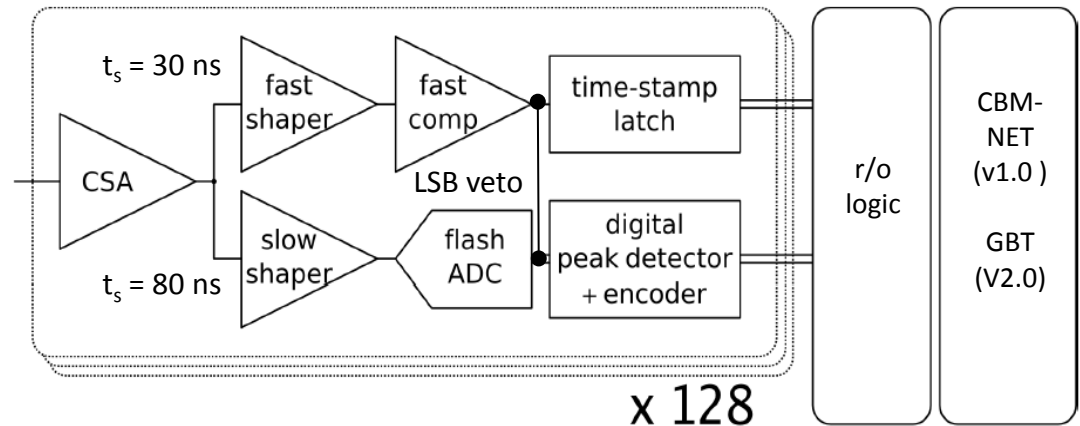 t_s = 30 ns
fast
shaper
fast
comp
time-stamp
latch
CSA
LSB veto
slow
shaper
flash
ADC
digital
peak detector
+ encoder
t_s = 80 ns
x 128
r/o
logic
CBM-
NET
(v1.0 )
GBT
(V2.0)